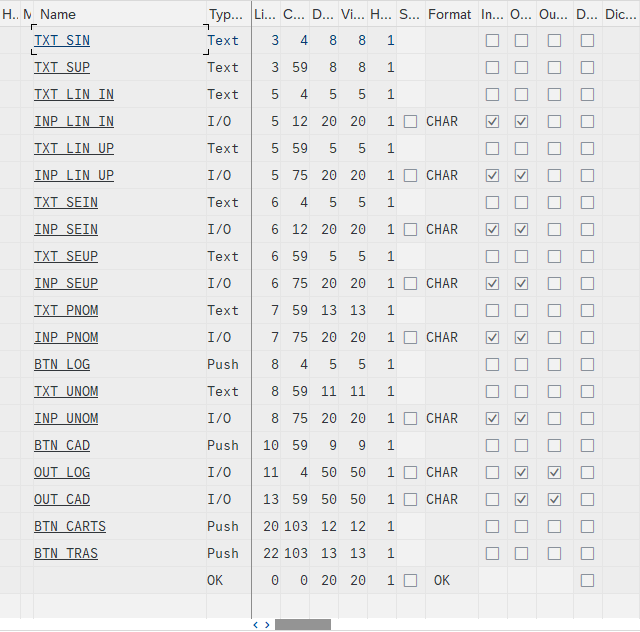 H... M Name Typ... Li... C... D... Vi... H... S... Format In... O... Ou... D... Dic...
TXT_SIN Text 3 4 8 8 1
TXT_SUP Text 3 59 8 8 1
TXT_LIN_IN Text 5 4 5 5 1
INP_LIN_IN I/O 5 12 20 20 1 CHAR
TXT_LIN_UP Text 5 59 5 5 1
INP_LIN_UP I/O 5 75 20 20 1 CHAR
TXT_SEIN Text 6 4 5 5 1
INP_SEIN I/O 6 12 20 20 1 CHAR
TXT_SEUP Text 6 59 5 5 1
INP_SEUP I/O 6 75 20 20 1 CHAR
TXT_PNOM Text 7 59 13 13 1
INP_PNOM I/O 7 75 20 20 1 CHAR
BTN_LOG Push 8 4 5 5 1
TXT_UNOM Text 8 59 11 11 1
INP_UNOM I/O 8 75 20 20 1 CHAR
BTN_CAD Push 10 59 9 9 1
OUT_LOG I/O 11 4 50 50 1 CHAR
OUT_CAD I/O 13 59 50 50 1 CHAR
BTN_CARTS Push 20 103 12 12 1
BTN_TRAS Push 22 103 13 13 1
OK 0 0 20 20 1 OK